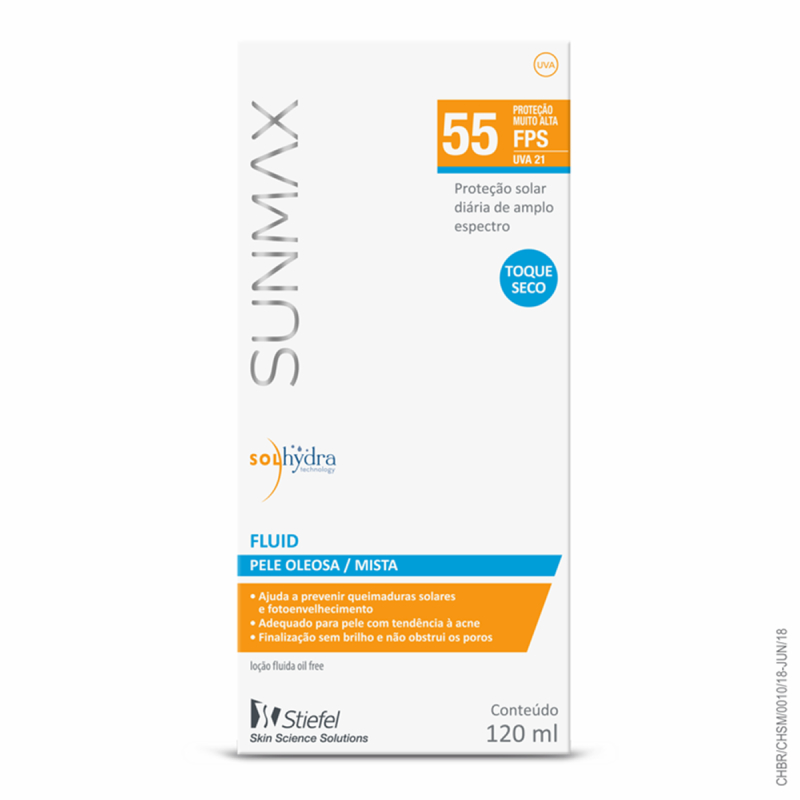 UVA
SUNMAX
55
PROTEÇÃO
MUITO ALTA
FPS
UVA 21
Proteção solar
diária de amplo
espectro
TOQUE
SECO
SOLhydra
technology
FLUID
PELE OLEOSA / MISTA
• Ajuda a prevenir queimaduras solares
e fotoenvelhecimento
• Adequado para pele com tendência à acne
• Finalização sem brilho e não obstrui os poros
loção fluida oil free
Stiefel
Skin Science Solutions
Conteúdo
120 ml
CHBR/CHSM/0010/18-JUN/18